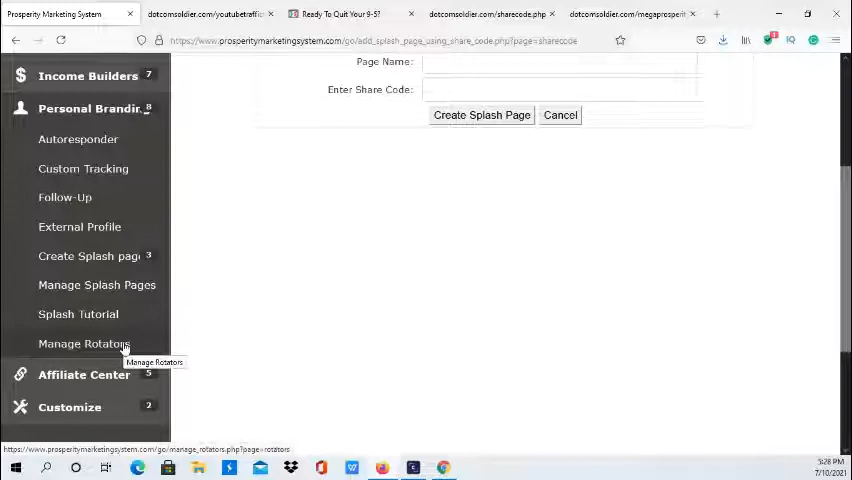 Prosperity Marketing System
dotcomsoldier.com/youtubetraffic
Ready To Quit Your 9-5?
dotcomsoldier.com/sharecode.php
dotcomsoldier.com/megaprosperit
https://www.prosperitymarketingsystem.com/go/add_splash_page_using_share_code.php?page=sharecode
Income Builders 7
Page Name:
Enter Share Code:
Personal Branding 8
Create Splash Page Cancel
Autoresponder
Custom Tracking
Follow-Up
External Profile
Create Splash page 3
Manage Splash Pages
Splash Tutorial
Manage Rotators
Manage Rotators
Affiliate Center 5
Customize 2
https://www.prosperitymarketingsystem.com/go/manage_rotators.php?page=rotators
5:28 PM
7/10/2021